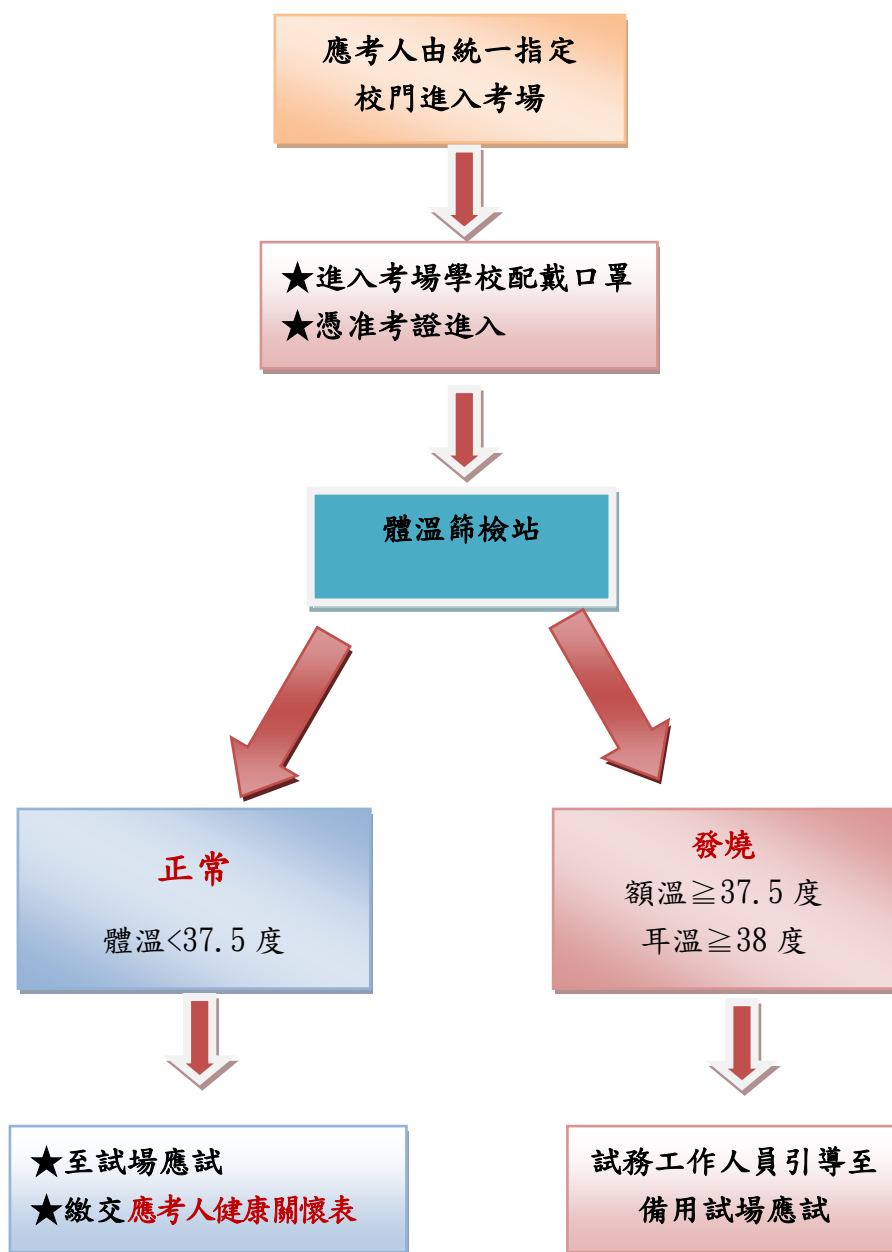 應考人由統一指定
校門進入考場
★進入考場學校配戴口罩
★憑准考證進入
體溫篩檢站
正常
體溫<37.5 度
發燒
額溫≧37.5 度
耳溫≧38 度
★至試場應試
★繳交應考人健康關懷表
試務工作人員引導至
備用試場應試